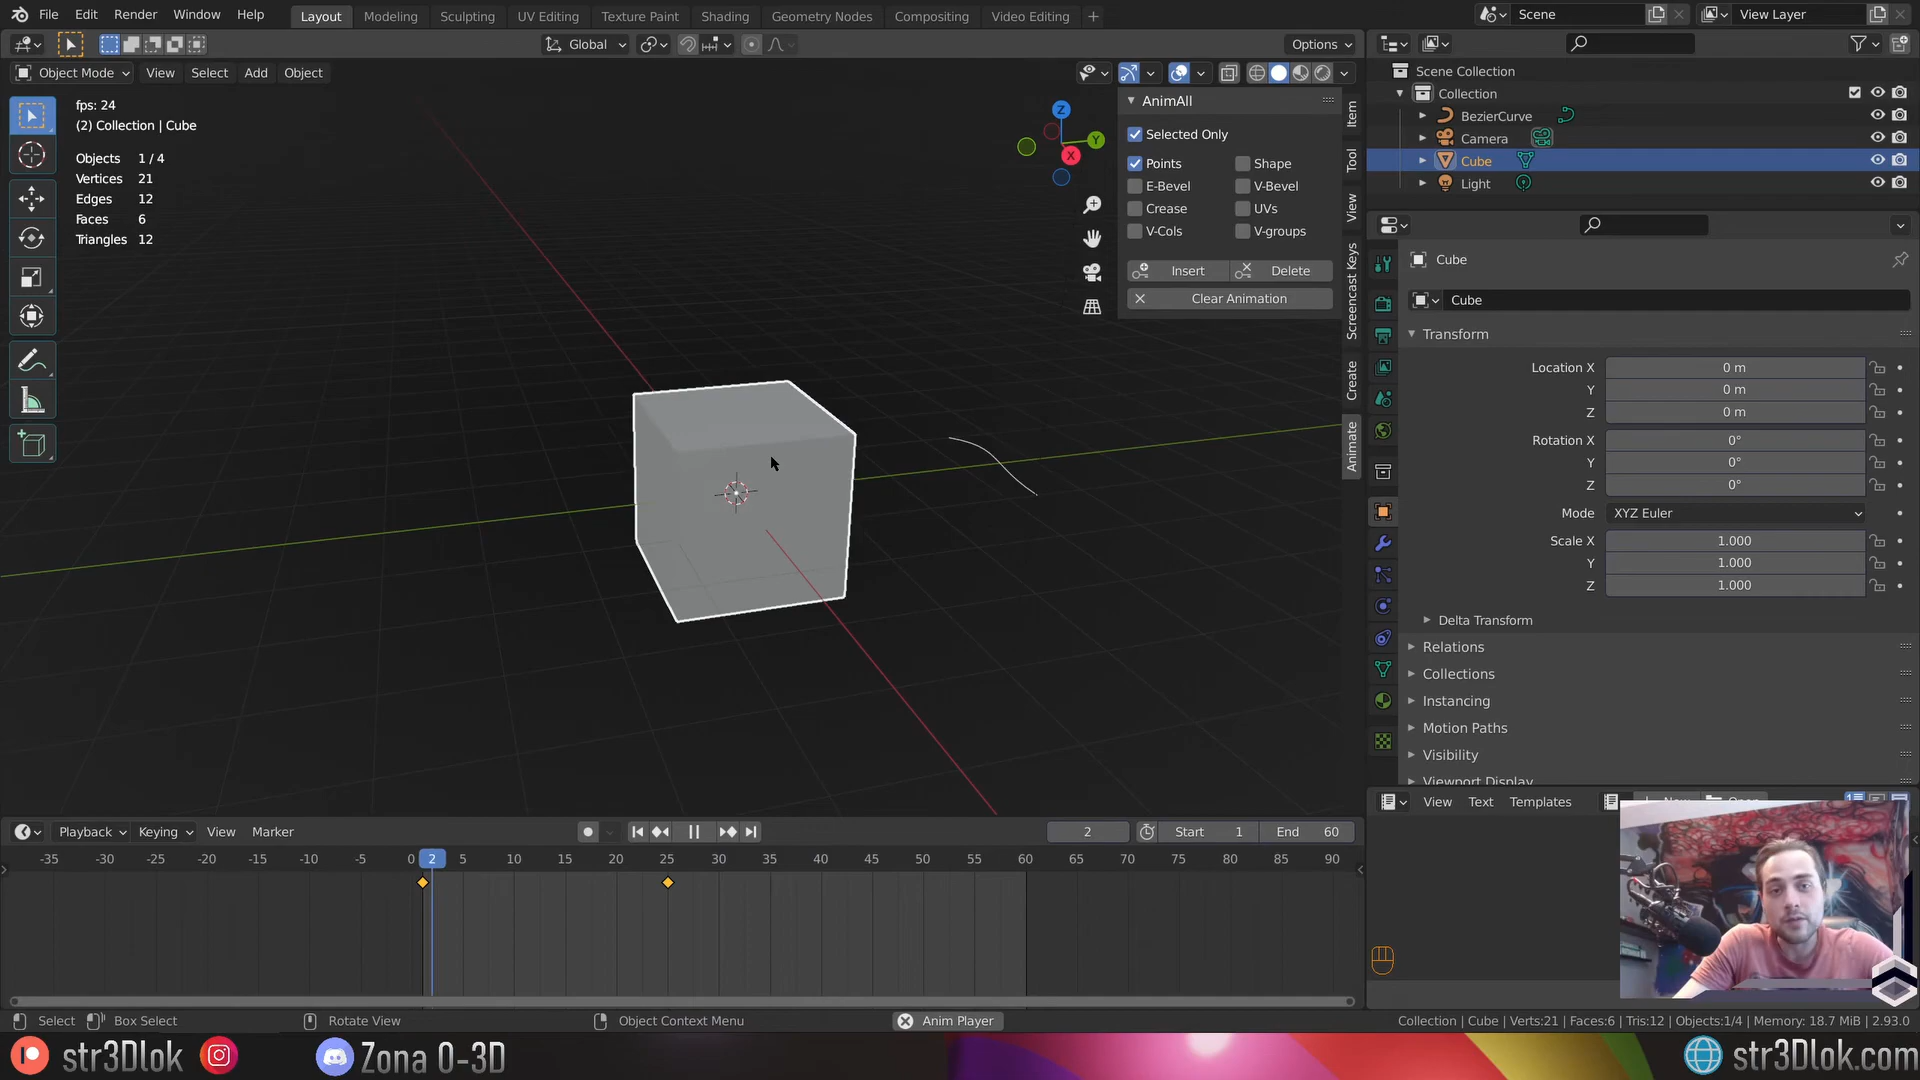 File Edit Render Window Help Layout Modeling Sculpting UV Editing Texture Paint Shading Geometry Nodes Compositing Video Editing + Scene View Layer
Global Options
Object Mode View Select Add Object
fps: 24
(2) Collection | Cube
Objects 1 / 4
Vertices 21
Edges 12
Faces 6
Triangles 12
Z
Y
X
AnimAll
Selected Only
Points Shape
E-Bevel V-Bevel
Crease UVs
V-Cols V-groups
Insert Delete
Clear Animation
Item
Tool
View
Screencast Keys
Create
Animate
Scene Collection
Collection
BezierCurve
Camera
Cube
Light
Cube
Cube
Transform
Location X 0 m
Y 0 m
Z 0 m
Rotation X 0°
Y 0°
Z 0°
Mode XYZ Euler
Scale X 1.000
Y 1.000
Z 1.000
Delta Transform
Relations
Collections
Instancing
Motion Paths
Visibility
Viewport Display
View Text Templates
Playback Keying View Marker 2 Start 1 End 60
-35 -30 -25 -20 -15 -10 -5 0 2 5 10 15 20 25 30 35 40 45 50 55 60 65 70 75 80 85 90
Select Box Select Rotate View Object Context Menu Anim Player Collection | Cube | Verts:21 | Faces:6 | Tris:12 | Objects:1/4 | Memory: 18.7 MiB | 2.93.0
str3Dlok Zona 0-3D str3Dlok.com